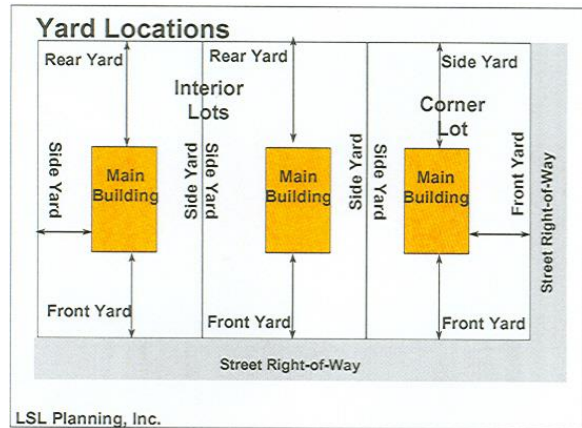 Yard Locations
Rear Yard
Rear Yard
Side Yard
Interior
Lots
Corner
Lot
Side Yard
Main
Building
Side Yard
Side Yard
Main
Building
Side Yard
Side Yard
Main
Building
Front Yard
Street Right-of-Way
Front Yard
Front Yard
Front Yard
Street Right-of-Way
LSL Planning, Inc.